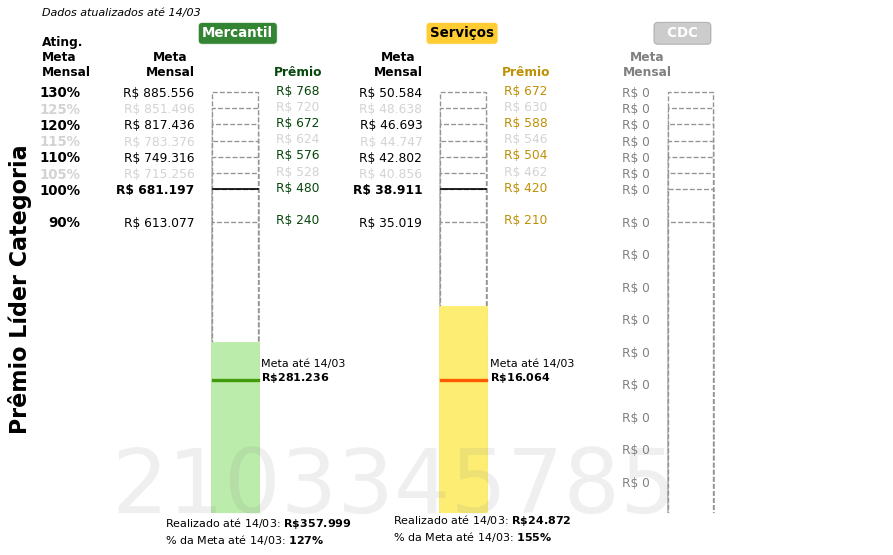 Dados atualizados até 14/03
Mercantil Serviços CDC
Ating. Meta Mensal Meta Mensal Prêmio Meta Mensal Prêmio Meta Mensal
130% R$ 885.556 R$ 768 R$ 50.584 R$ 672 R$ 0
125% R$ 851.496 R$ 720 R$ 48.638 R$ 630 R$ 0
120% R$ 817.436 R$ 672 R$ 46.693 R$ 588 R$ 0
115% R$ 783.376 R$ 624 R$ 44.747 R$ 546 R$ 0
110% R$ 749.316 R$ 576 R$ 42.802 R$ 504 R$ 0
105% R$ 715.256 R$ 528 R$ 40.856 R$ 462 R$ 0
100% R$ 681.197 R$ 480 R$ 38.911 R$ 420 R$ 0
90% R$ 613.077 R$ 240 R$ 35.019 R$ 210 R$ 0
R$ 0
R$ 0
R$ 0
R$ 0
R$ 0
R$ 0
R$ 0
R$ 0
Prêmio Líder Categoria
Meta até 14/03 Meta até 14/03
R$281.236 R$16.064
2103345785
Realizado até 14/03: R$357.999 Realizado até 14/03: R$24.872
% da Meta até 14/03: 127% % da Meta até 14/03: 155%